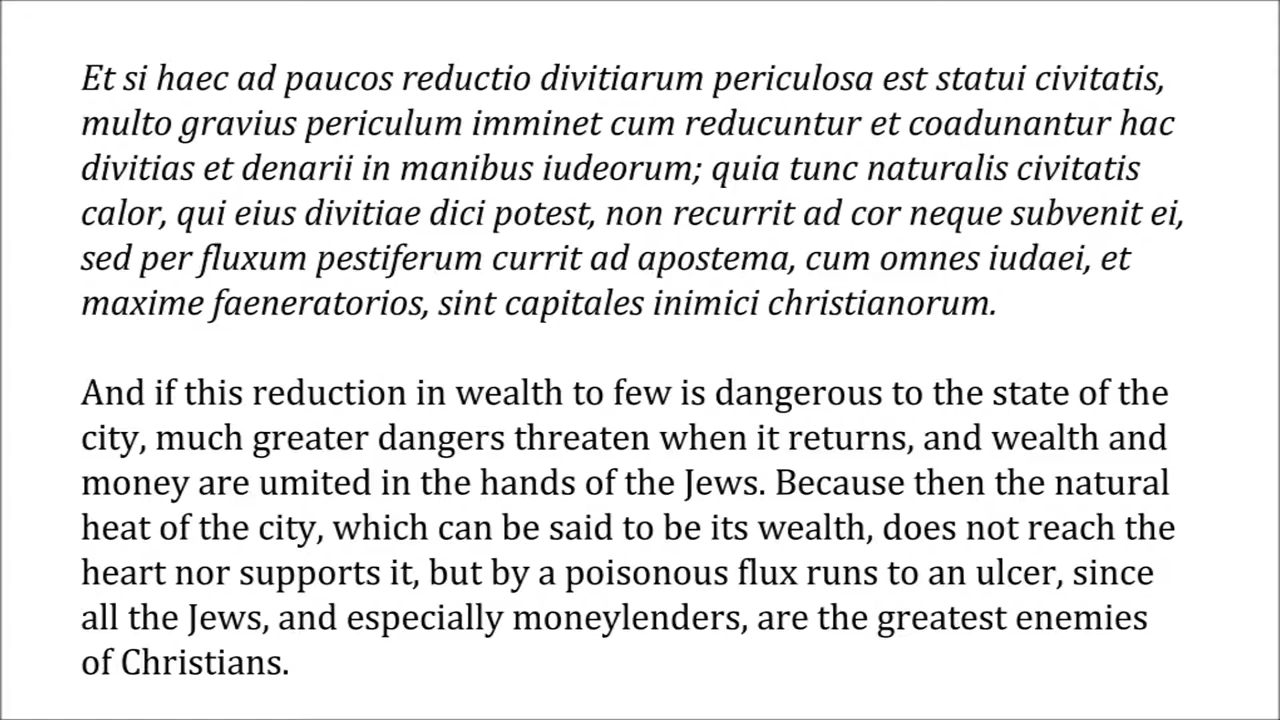 Et si haec ad paucos reductio divitiarum periculosa est statui civitatis,
multo gravius periculum imminet cum reducuntur et coadunantur hac
divitias et denarii in manibus iudeorum; quia tunc naturalis civitatis
calor, qui eius divitiae dici potest, non recurrit ad cor neque subvenit ei,
sed per fluxum pestiferum currit ad apostema, cum omnes iudaei, et
maxime faeneratorios, sint capitales inimici christianorum.
And if this reduction in wealth to few is dangerous to the state of the
city, much greater dangers threaten when it returns, and wealth and
money are umited in the hands of the Jews. Because then the natural
heat of the city, which can be said to be its wealth, does not reach the
heart nor supports it, but by a poisonous flux runs to an ulcer, since
all the Jews, and especially moneylenders, are the greatest enemies
of Christians.